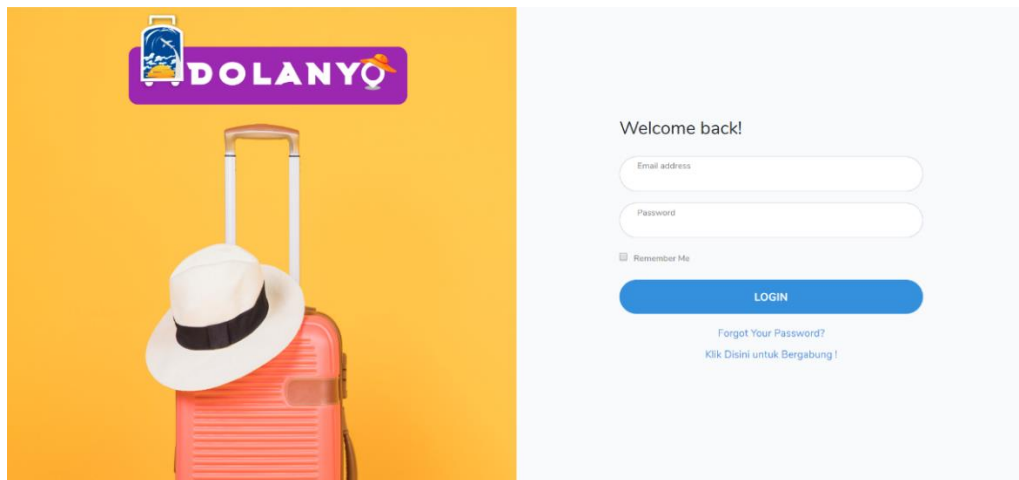 DOLANYO
Welcome back!
Email address
Password
Remember Me
LOGIN
Forgot Your Password?
Klik Disini untuk Bergabung !